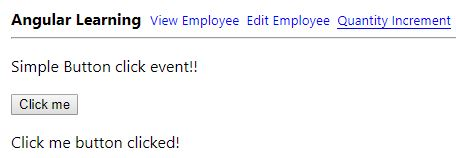 Angular Learning View Employee Edit Employee Quantity Increment
Simple Button click event!!
Click me
Click me button clicked!